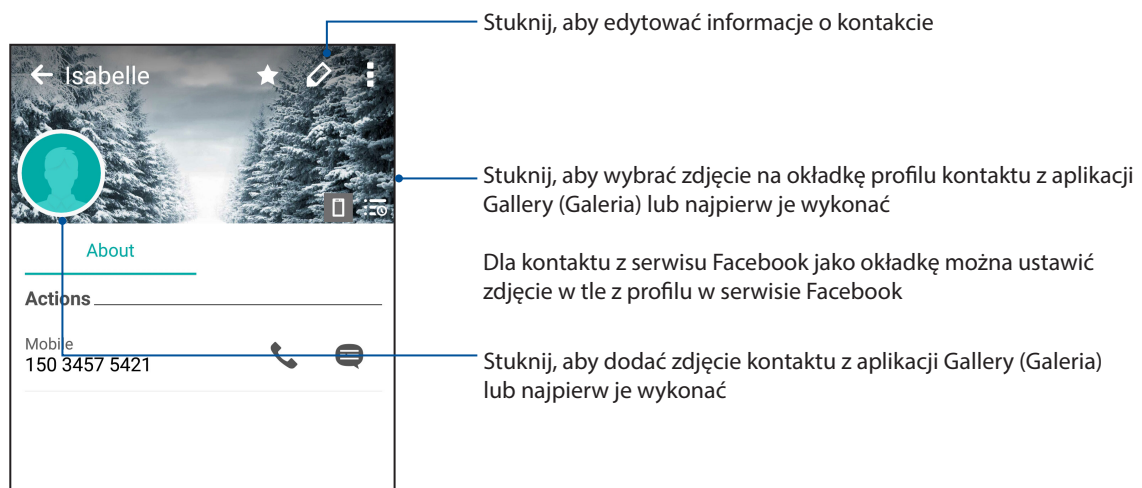 Stuknij, aby edytować informacje o kontakcie
Isabelle
Stuknij, aby wybrać zdjęcie na okładkę profilu kontaktu z aplikacji
Gallery (Galeria) lub najpierw je wykonać
About
Dla kontaktu z serwisu Facebook jako okładkę można ustawić
zdjęcie w tle z profilu w serwisie Facebook
Actions
Mobile
150 3457 5421
Stuknij, aby dodać zdjęcie kontaktu z aplikacji Gallery (Galeria)
lub najpierw je wykonać